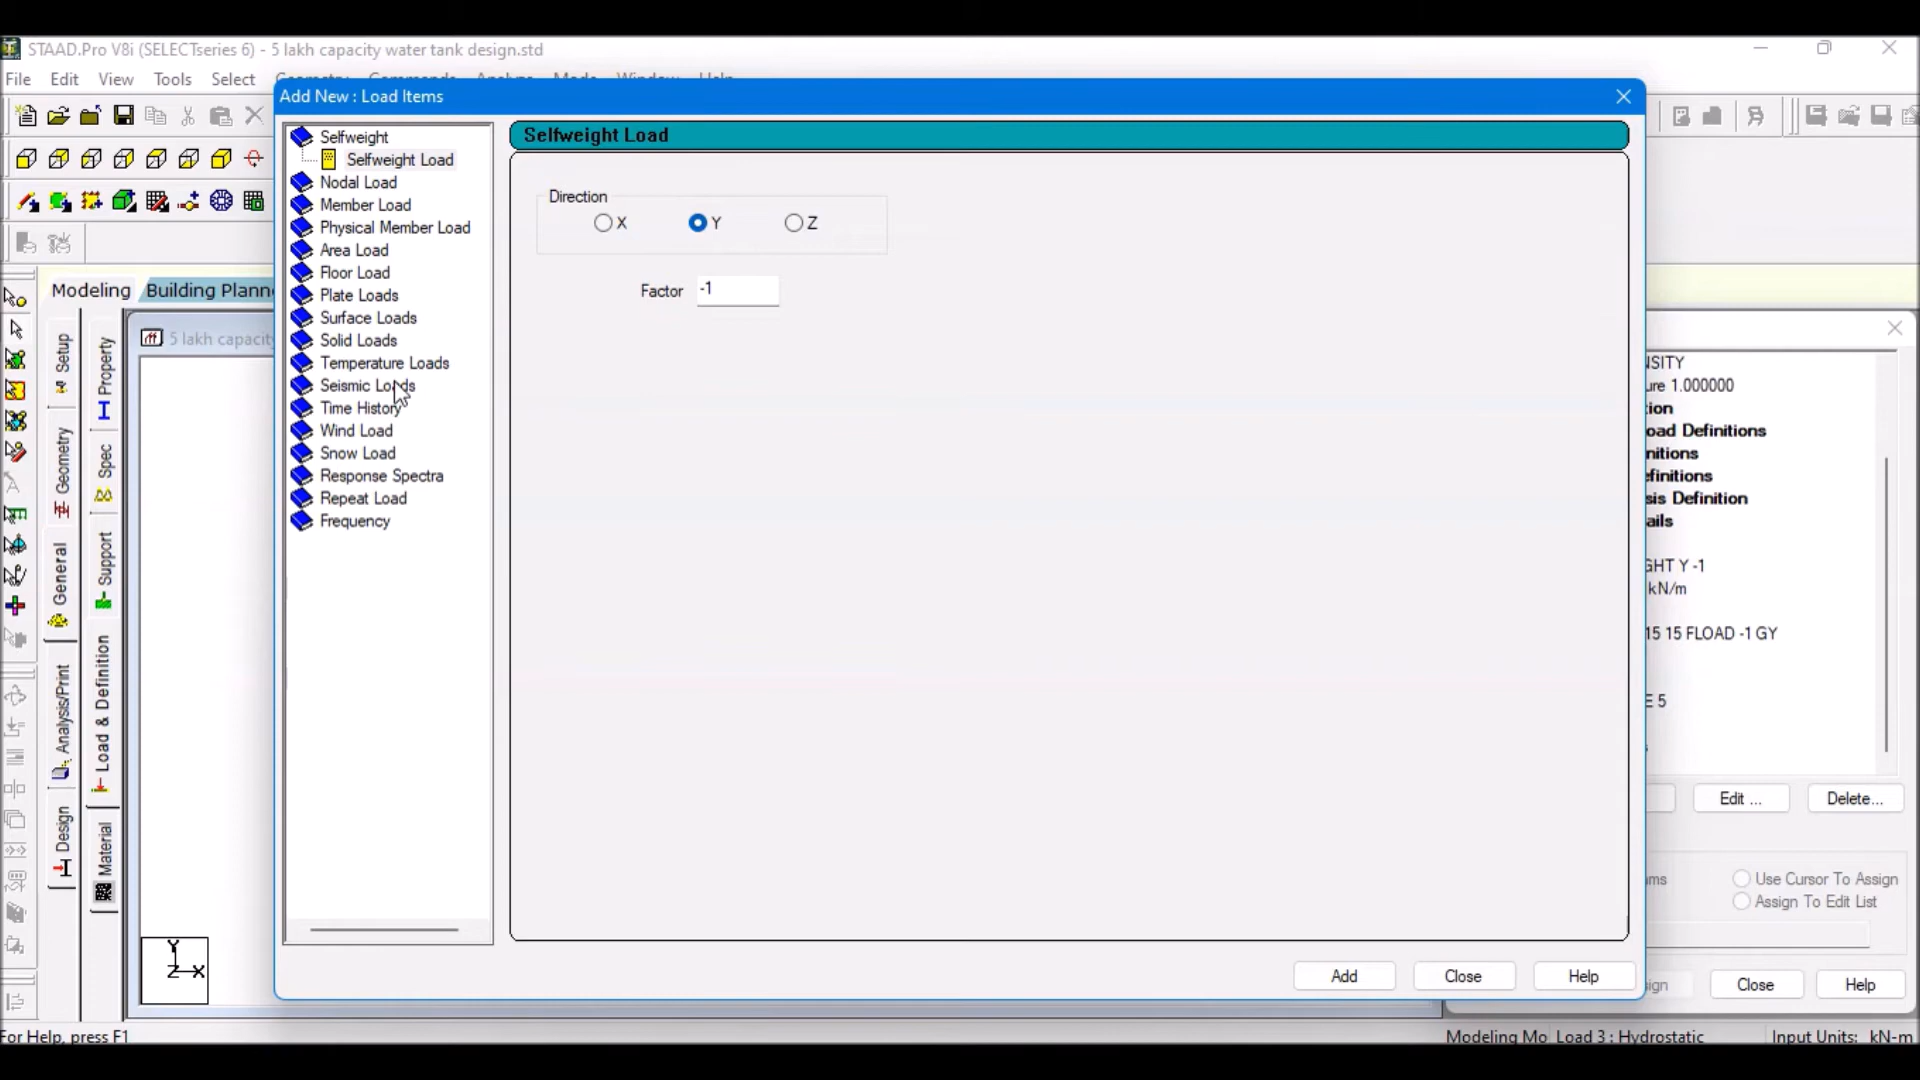 STAAD.Pro V8i (SELECTseries 6) - 5 lakh capacity water tank design.std
File Edit View Tools Select
Add New : Load Items
Selfweight
Selfweight Load
Nodal Load
Member Load
Physical Member Load
Area Load
Floor Load
Plate Loads
Surface Loads
Solid Loads
Temperature Loads
Seismic Loads
Time History
Wind Load
Snow Load
Response Spectra
Repeat Load
Frequency
Selfweight Load
Direction
X Y Z
Factor -1
Add Close Help
Modeling Building Planne
5 lakh capacity
Setup
Geometry
General
Analysis/Print
Design
Property
Spec
Support
Load & Definition
Material
Y
Z X
ure 1.000000
oad Definitions
sis Definition
GHT Y -1
kN/m
15 15 FLOAD -1 GY
E 5
Edit ... Delete...
Use Cursor To Assign
Assign To Edit List
Close Help
For Help, press F1
Modeling Mo Load 3 : Hydrostatic Input Units: kN-m